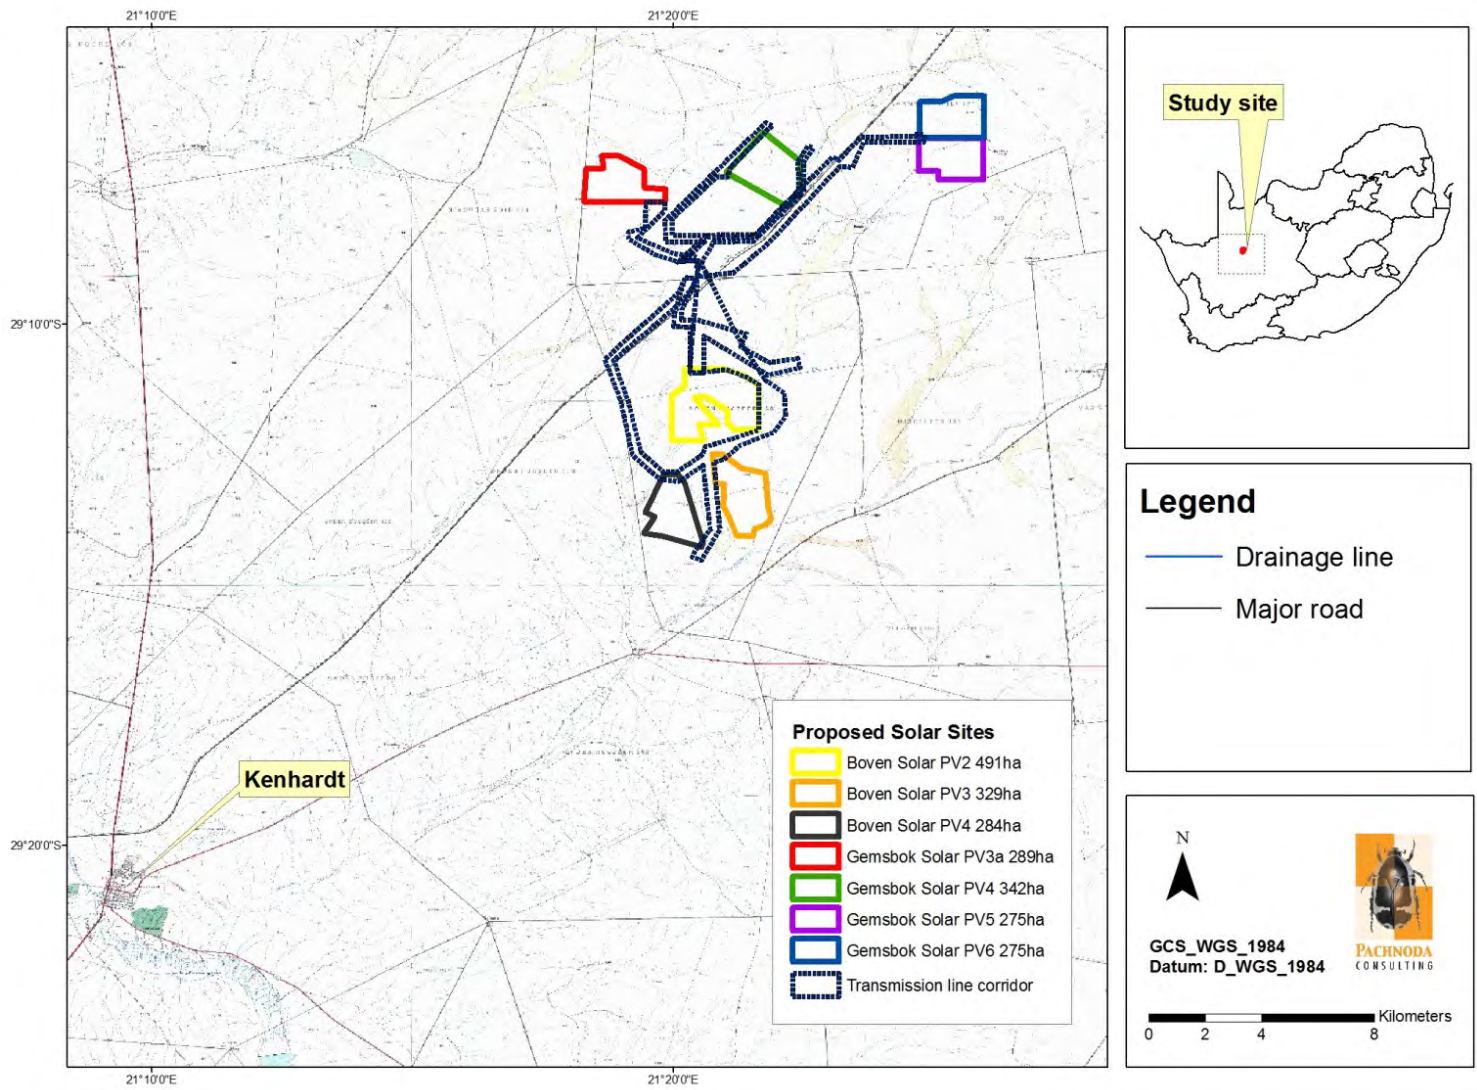 21°10'0"E
21°20'0"E
29°10'0"S
29°20'0"S
Kenhardt
Proposed Solar Sites
Boven Solar PV2 491ha
Boven Solar PV3 329ha
Boven Solar PV4 284ha
Gemsbok Solar PV3a 289ha
Gemsbok Solar PV4 342ha
Gemsbok Solar PV5 275ha
Gemsbok Solar PV6 275ha
Transmission line corridor
21°10'0"E
21°20'0"E
Study site
Legend
Drainage line
Major road
N
GCS_WGS_1984
Datum: D_WGS_1984
PACHNODA
CONSULTING
Kilometers
0 2 4 8